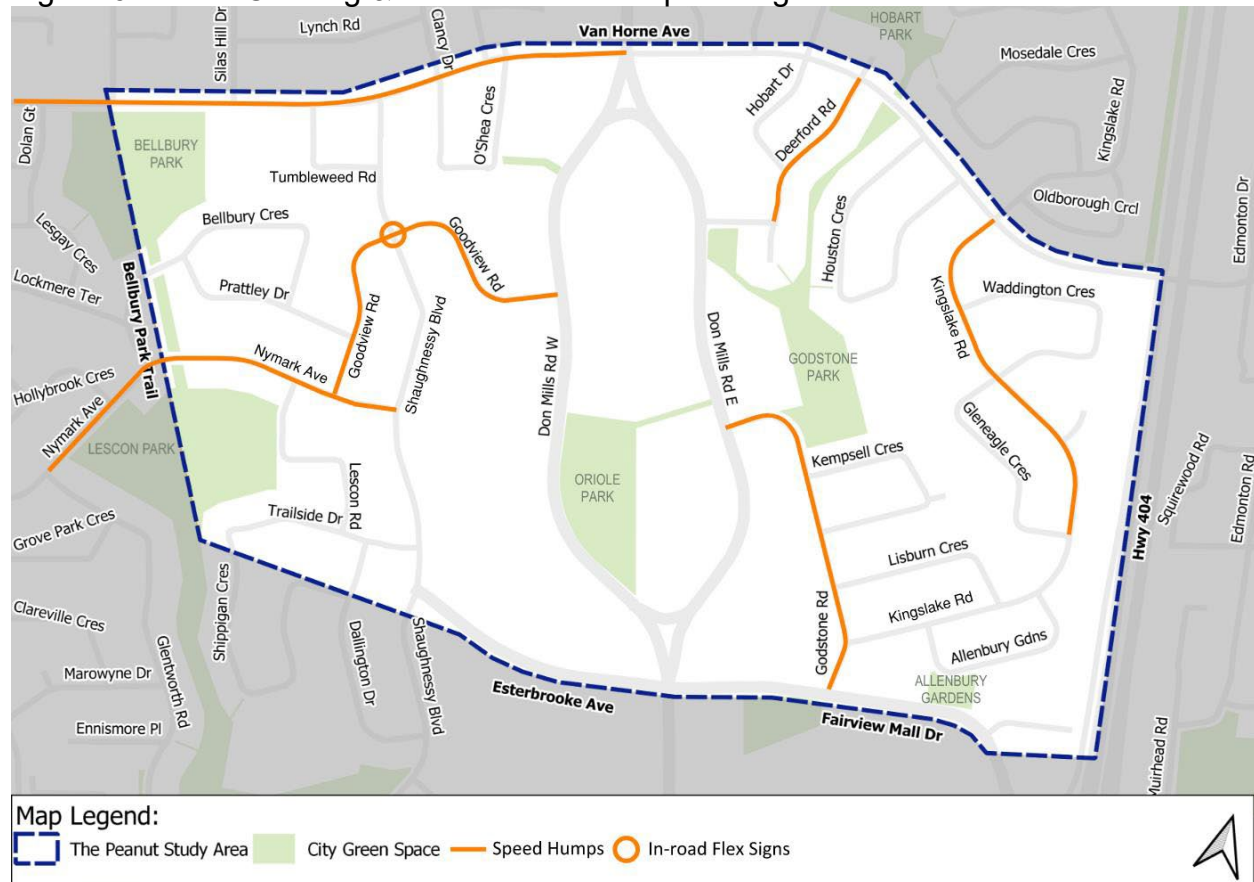 Lynch Rd
Silas Hill Dr
Clancy Dr
Van Horne Ave
HOBART
PARK
Mosedale Cres
Kingslake Rd
Dolan Gt
BELLBURY
PARK
O'Shea Cres
Hobart Dr
Deerford Rd
Tumbleweed Rd
Oldborough Crcl
Edmonton Dr
Lesgay Cres
Bellbury Cres
Goodview Rd
Houston Cres
Lockmere Ter
Bellbury Park Trail
Prattley Dr
Goodview Rd
Shaughnessy Blvd
Kingslake Rd
Waddington Cres
Nymark Ave
Don Mills Rd W
Don Mills Rd E
GODSTONE
PARK
Hollybrook Cres
Nymark Ave
LESCON PARK
Gleneagle Cres
Kempsell Cres
Squirewood Rd
Edmonton Rd
ORIOLE
PARK
Lescon Rd
Trailside Dr
Grove Park Cres
Hwy 404
Lisburn Cres
Kingslake Rd
Godstone Rd
Clareville Cres
Shippigan Cres
Glentworth Rd
Dallington Dr
Shaughnessy Blvd
Allenbury Gdns
Marowyne Dr
Esterbrooke Ave
ALLENBURY
GARDENS
Fairview Mall Dr
Ennismore Pl
Muirhead Rd
Map Legend:
The Peanut Study Area City Green Space Speed Humps In-road Flex Signs